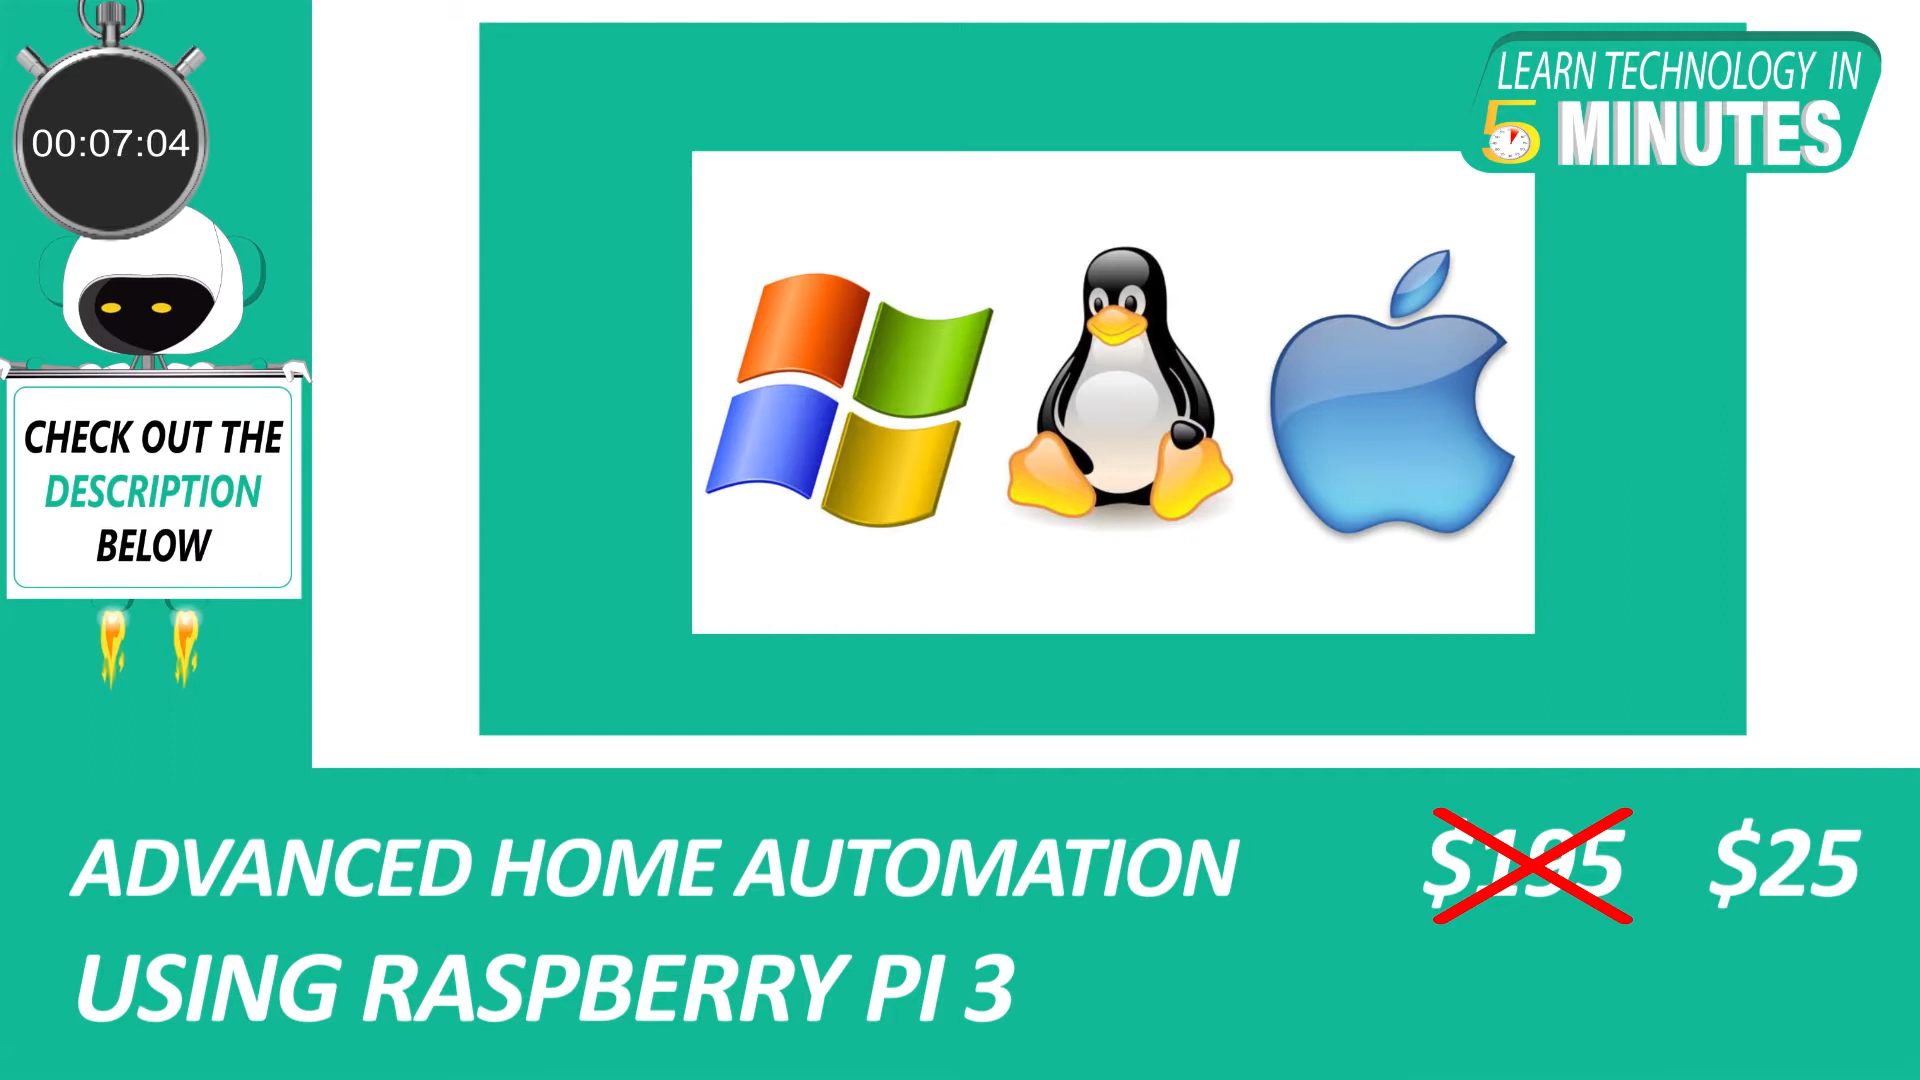 00:07:04
LEARN TECHNOLOGY IN
5 MINUTES
CHECK OUT THE
DESCRIPTION
BELOW
ADVANCED HOME AUTOMATION
$195 $25
USING RASPBERRY PI 3